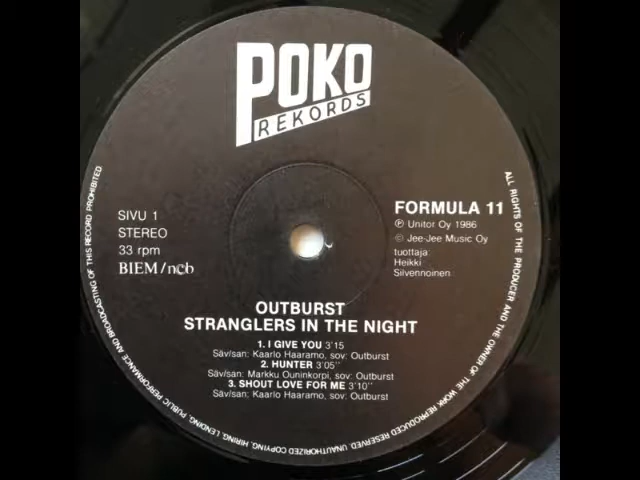 POKO
REKORDS
SIVU 1
STEREO
33 rpm
BIEM/ncb
FORMULA 11
Ⓟ Unitor Oy 1986
© Jee-Jee Music Oy
tuottaja:
Heikki
Silvennoinen
OUTBURST
STRANGLERS IN THE NIGHT
1. I GIVE YOU 3'15
Säv/san: Kaarlo Haaramo, sov: Outburst
2. HUNTER 3'05''
Säv/san: Markku Ouninkorpi, sov: Outburst
3. SHOUT LOVE FOR ME 3'10''
Säv/san: Kaarlo Haaramo, sov: Outburst
ALL RIGHTS OF THE PRODUCER AND THE OWNER OF THE WORK REPRODUCED RESERVED. UNAUTHORIZED COPYING, HIRING, LENDING, PUBLIC PERFORMANCE AND BROADCASTING OF THIS RECORD PROHIBITED